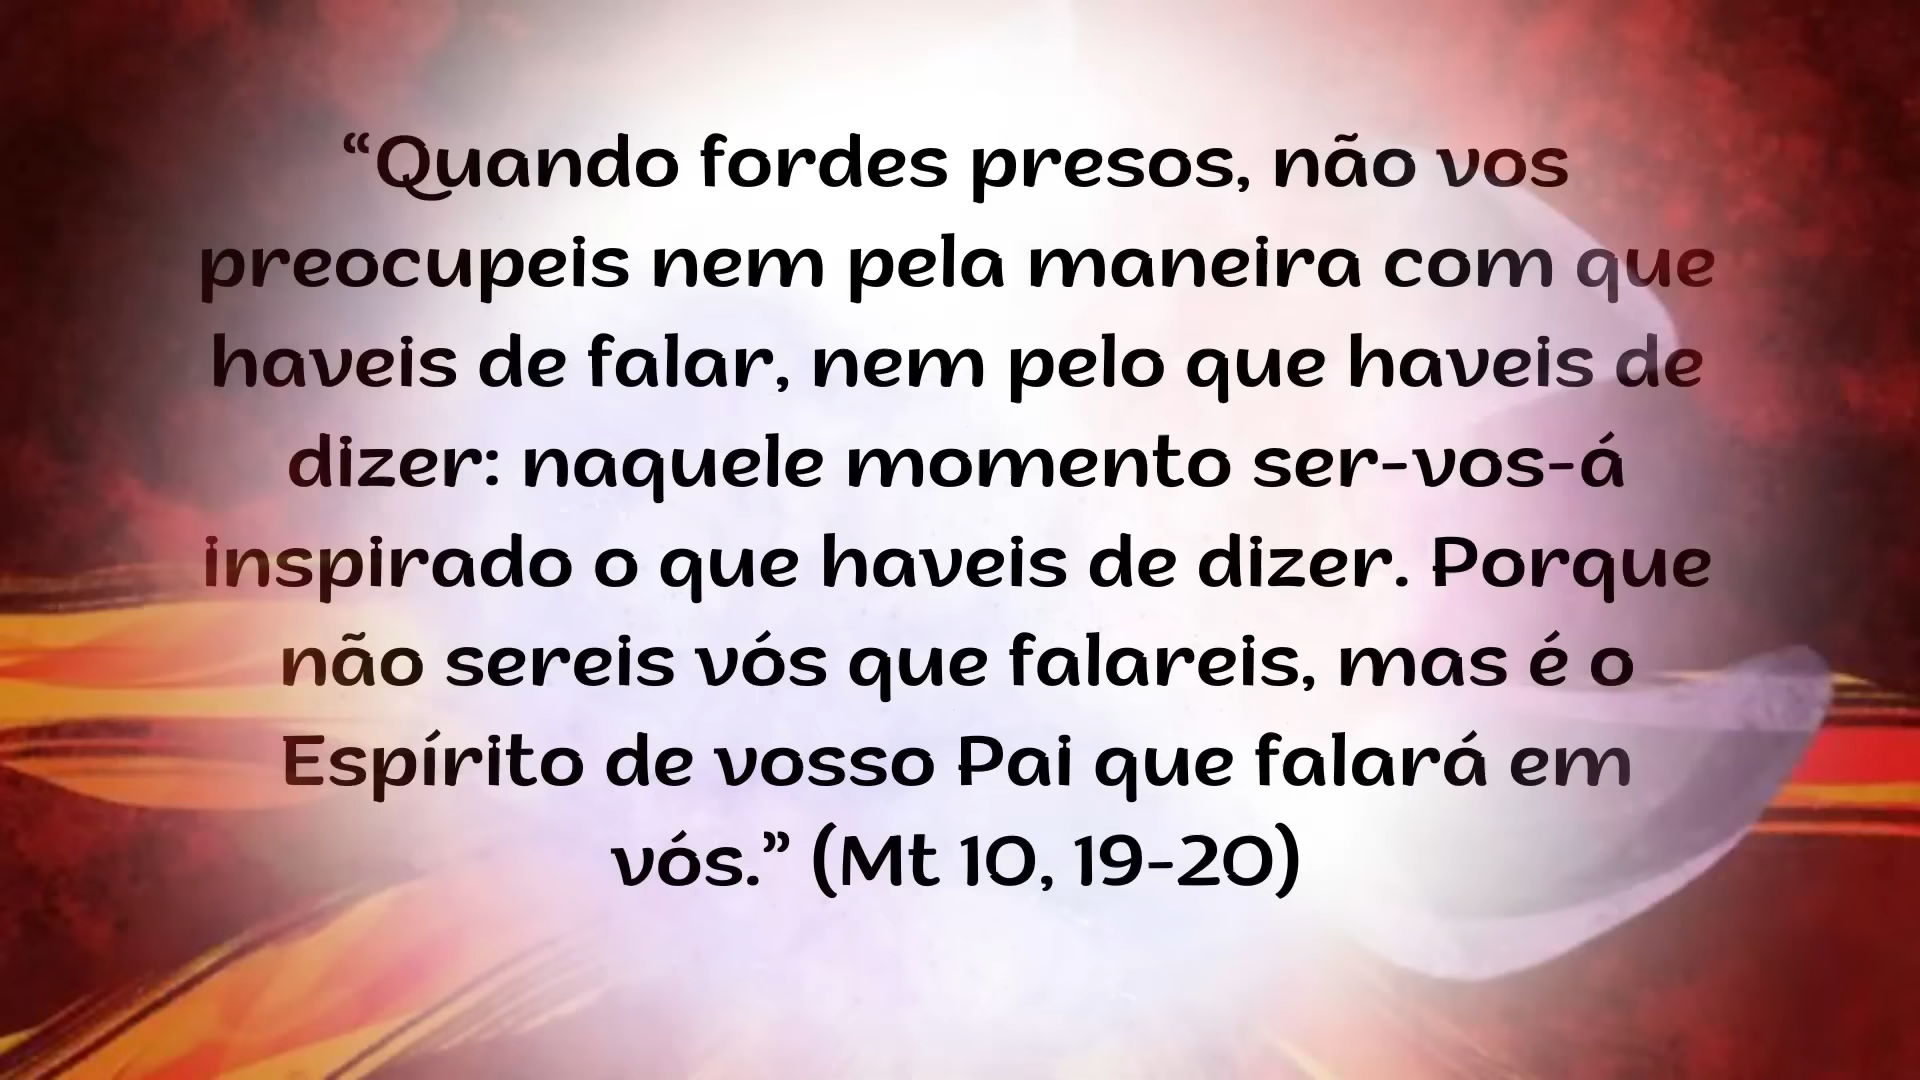 “Quando fordes presos, não vos
preocupeis nem pela maneira com que
haveis de falar, nem pelo que haveis de
dizer: naquele momento ser-vos-á
inspirado o que haveis de dizer. Porque
não sereis vós que falareis, mas é o
Espírito de vosso Pai que falará em
vós.” (Mt 10, 19-20)